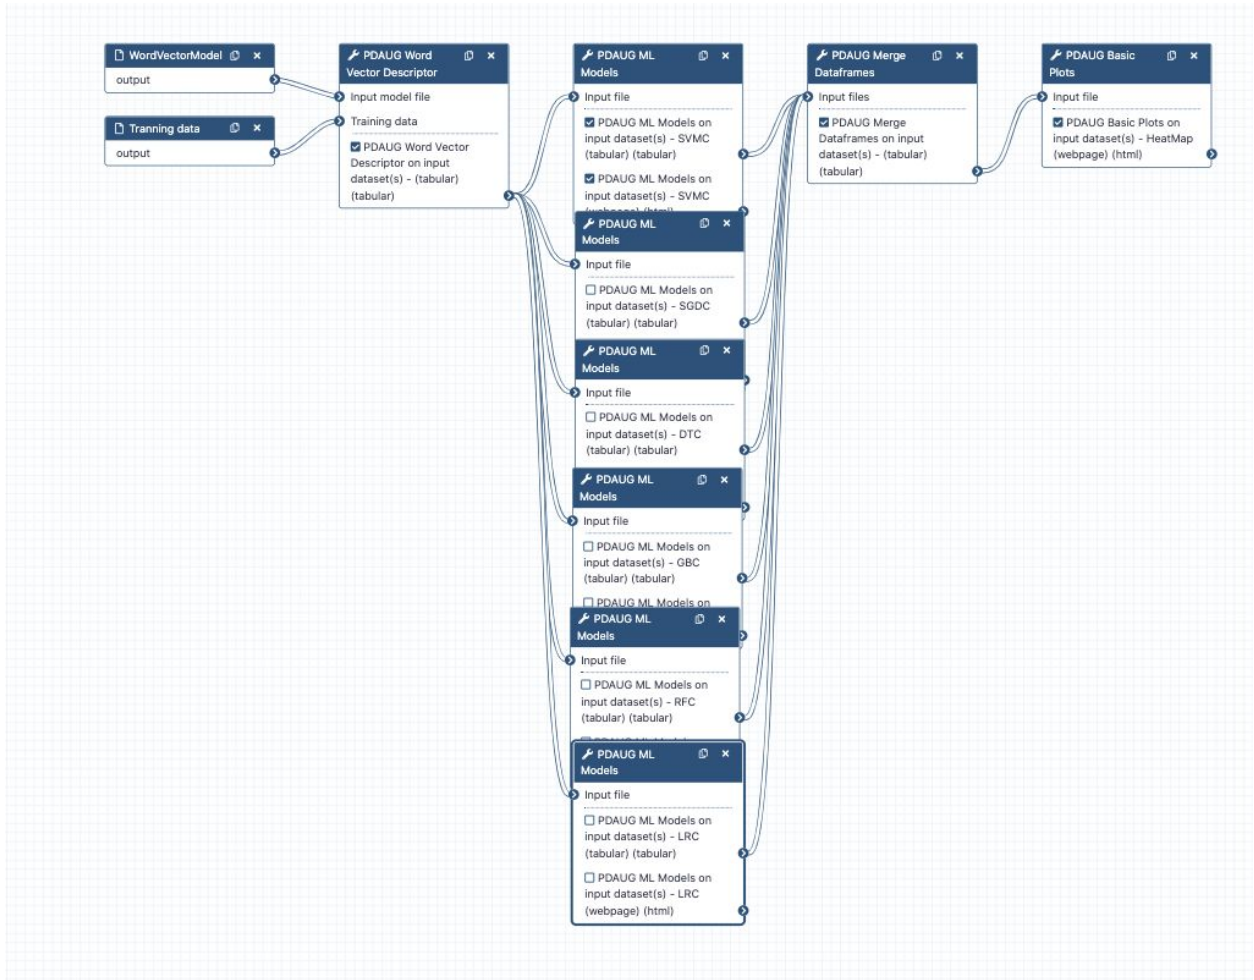 WordVectorModel
output
Tranning data
output
PDAUG Word
Vector Descriptor
Input model file
Training data
PDAUG Word Vector
Descriptor on input
dataset(s) - (tabular)
(tabular)
PDAUG ML
Models
Input file
PDAUG ML Models on
input dataset(s) - SVMC
(tabular) (tabular)
PDAUG ML Models on
input dataset(s) - SVMC
(webpage) (html)
PDAUG ML
Models
Input file
PDAUG ML Models on
input dataset(s) - SGDC
(tabular) (tabular)
PDAUG ML
Models
Input file
PDAUG ML Models on
input dataset(s) - DTC
(tabular) (tabular)
PDAUG ML
Models
Input file
PDAUG ML Models on
input dataset(s) - GBC
(tabular) (tabular)
PDAUG ML Models on
PDAUG ML
Models
Input file
PDAUG ML Models on
input dataset(s) - RFC
(tabular) (tabular)
PDAUG ML
Models
Input file
PDAUG ML Models on
input dataset(s) - LRC
(tabular) (tabular)
PDAUG ML Models on
input dataset(s) - LRC
(webpage) (html)
PDAUG Merge
Dataframes
Input files
PDAUG Merge
Dataframes on input
dataset(s) - (tabular)
(tabular)
PDAUG Basic
Plots
Input file
PDAUG Basic Plots on
input dataset(s) - HeatMap
(webpage) (html)